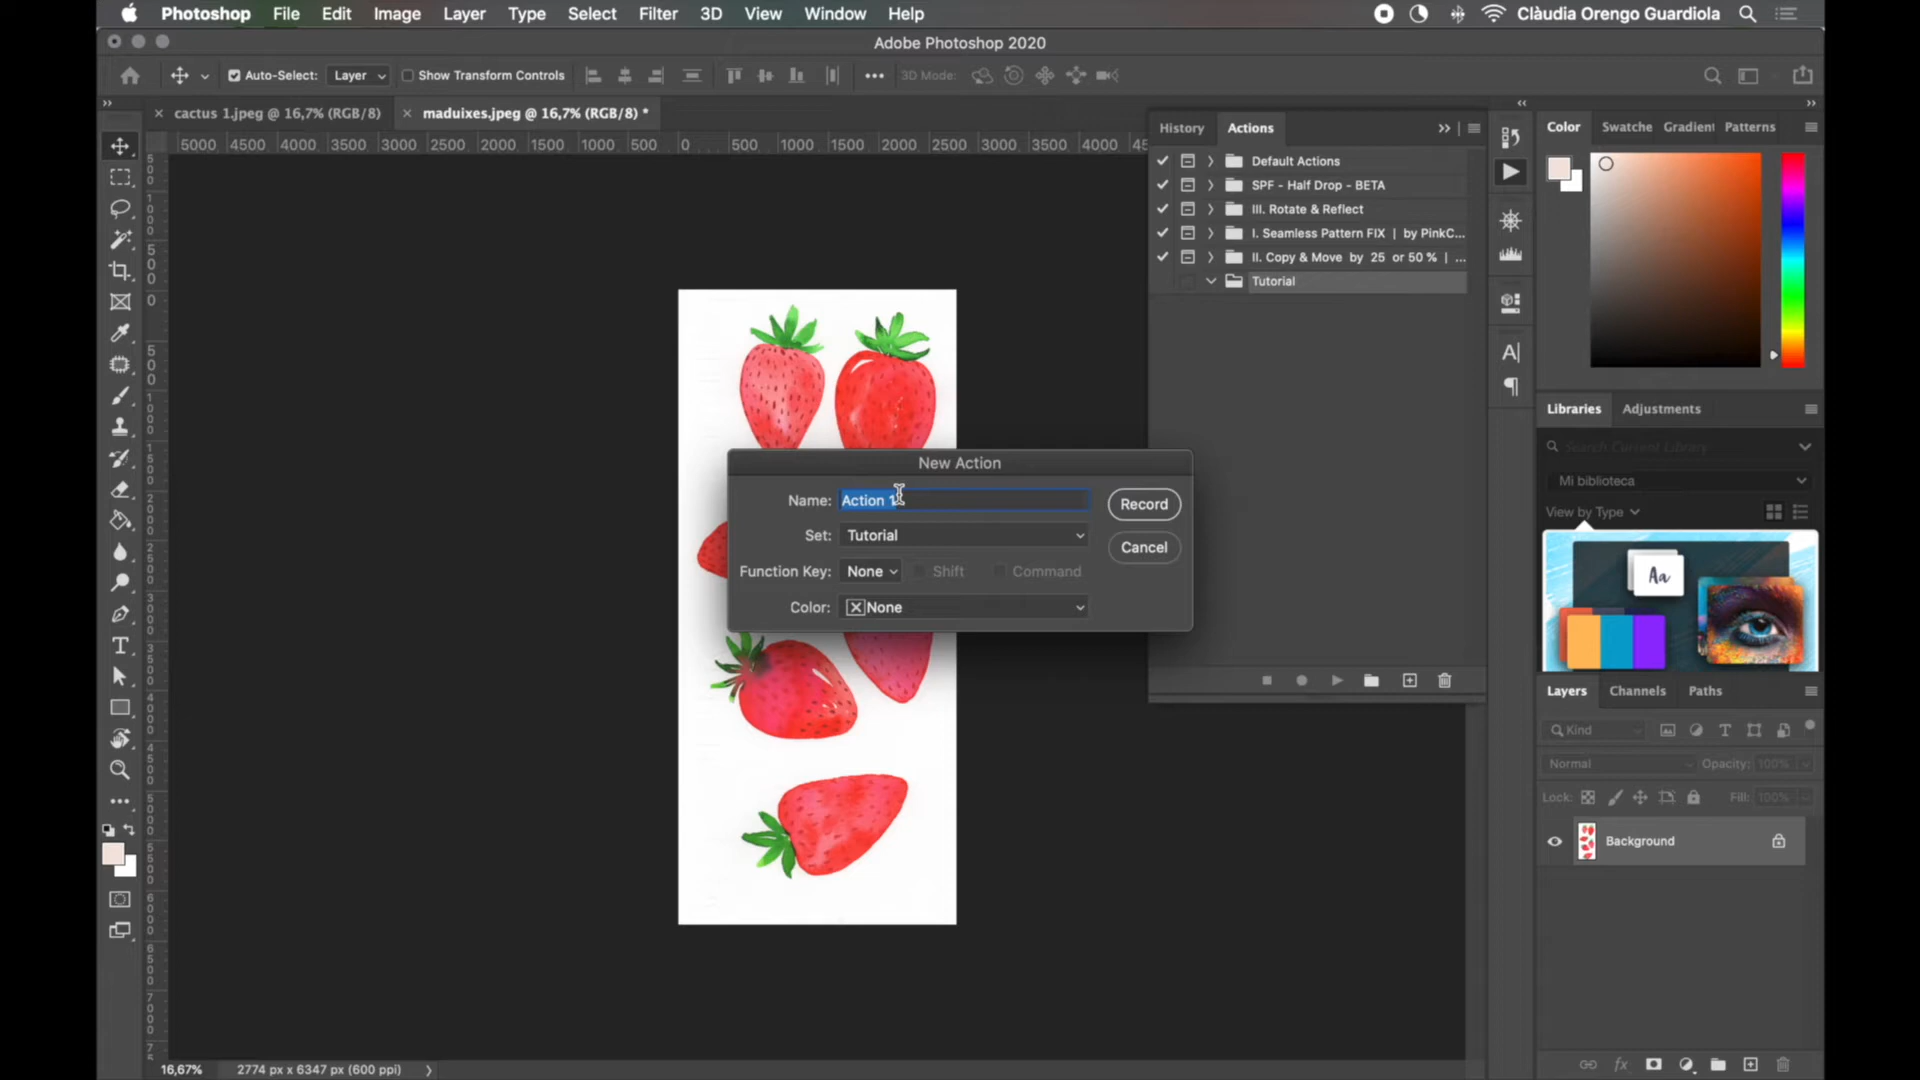 Photoshop File Edit Image Layer Type Select Filter 3D View Window Help Clàudia Orengo Guardiola
Adobe Photoshop 2020
Auto-Select: Layer Show Transform Controls 3D Mode:
cactus 1.jpeg @ 16,7% (RGB/8) maduixes.jpeg @ 16,7% (RGB/8) *
5000 4500 4000 3500 3000 2500 2000 1500 1000 500 0 500 1000 1500 2000 2500 3000 3500 4000
History Actions
Default Actions
SPF - Half Drop - BETA
III. Rotate & Reflect
I. Seamless Pattern FIX | by PinkC...
II. Copy & Move by 25 or 50 % | ...
Tutorial
New Action
Name: Action 1
Set: Tutorial
Function Key: None Shift Command
Color: None
Record
Cancel
Color Swatche Gradient Patterns
Libraries Adjustments
Search Current Library
Mi biblioteca
View by Type
Aa
Layers Channels Paths
Kind
Normal Opacity: 100%
Lock: Fill: 100%
Background
16,67% 2774 px x 6347 px (600 ppi)